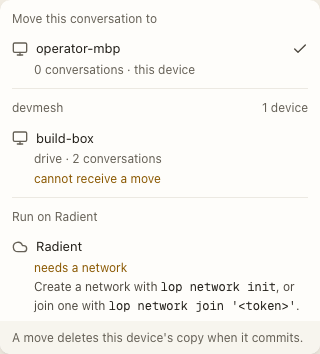 Move this conversation to
operator-mbp
0 conversations · this device
devmesh 1 device
build-box
drive · 2 conversations
cannot receive a move
Run on Radient
Radient
needs a network
Create a network with lop network init, or
join one with lop network join '<token>'.
A move deletes this device's copy when it commits.